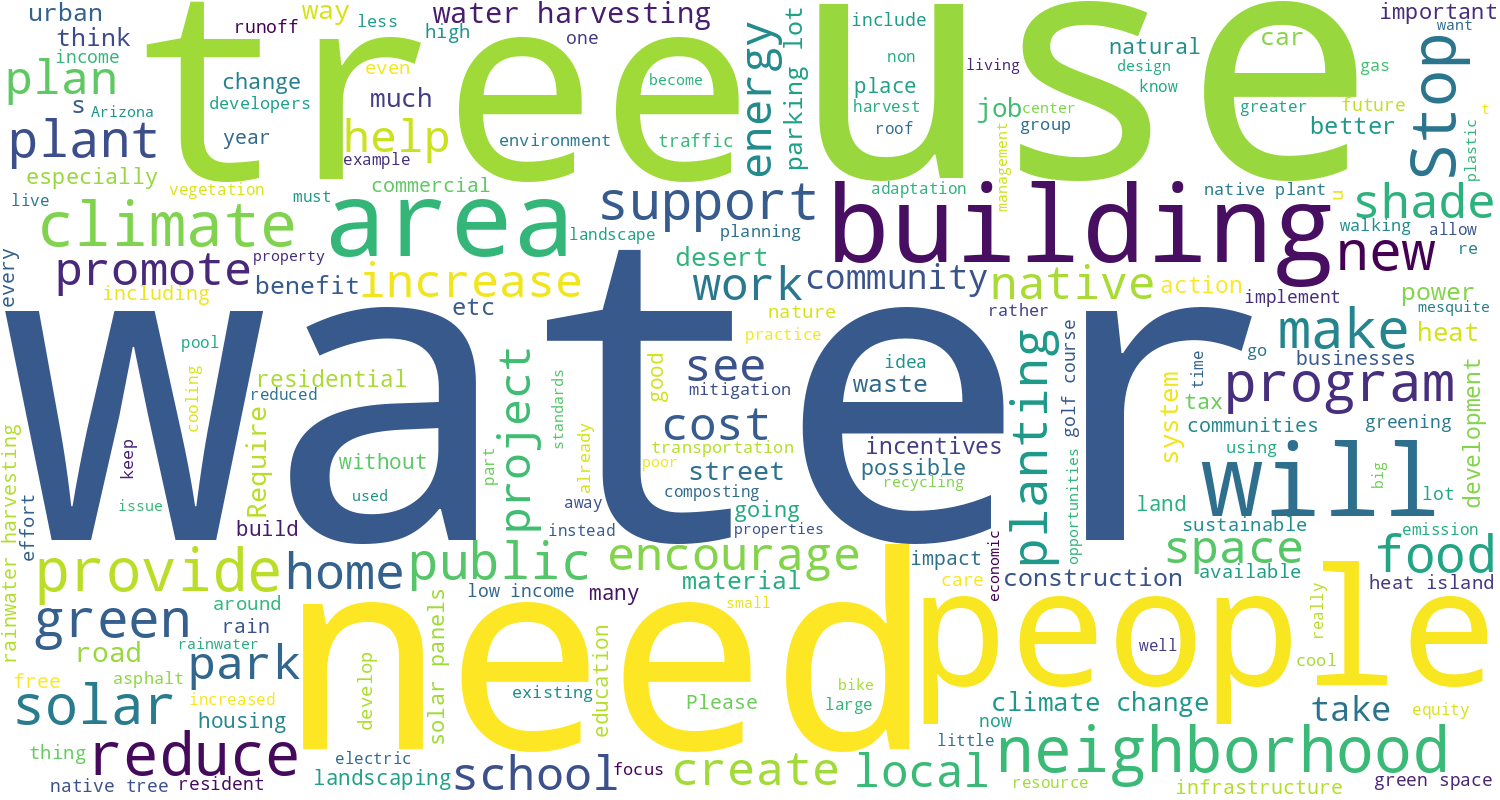 urban
runoff
way
less
water harvesting
high
one
tree
use
include
natural
car
important
want
think
income
plan
change
even
become
energy
parking lot
non
place
living
design
know
gas
stop
s
Arizona
developers
much
harvest
job
center
greater
future
t
plant
year
help
example
environment
traffic
roof
management
group
better
plastic
especially
vegetation
commercial
adaptation
native plant
u
shade
live
must
climate
area
landscape
support
planning
building
walking
allow
new
re
every
promote
property
including
benefit
increase
etc
desert
work
community
native
action
implement
power
mesquite
nature
practice
rather
make
heat
water
pool
cooling
residential
reduced
project
standards
good
see
mitigation
idea
waste
planting
golf course
go
time
businesses
program
development
rainwater harvesting
keep
Require
without
part
already
cost
transportation
incentives
system
tax
communities
greening
issue
used
poor
street
possible
recycling
opportunities
will
using
big
lot
effort
build
away
instead
composting
going
properties
land
sustainable
emission
provide
home
public
encourage
need
impact
economic
construction
space
available
food
heat island
green
around
rain
low income
many
material
small
care
people
really
road
rainwater
park
develop
solar panels
education
well
cool
free
asphalt
increased
existing
Please
bike
large
climate change
take
equity
solar
housing
now
little
thing
reduce
electric
landscaping
school
focus
create
local
neighborhood
native tree
resident
resource
infrastructure
green space